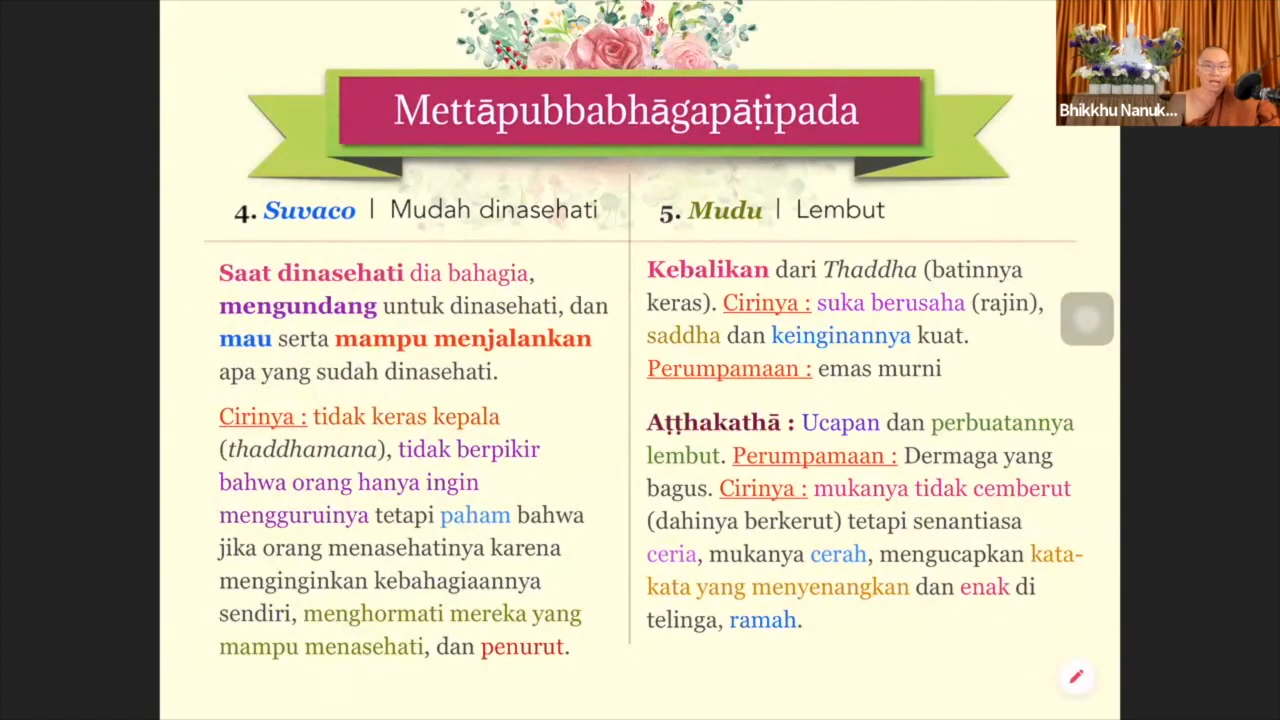 Mettāpubbabhāgapāṭipada
Bhikkhu Nanuk...
4. Suvaco | Mudah dinasehati
Saat dinasehati dia bahagia,
mengundang untuk dinasehati, dan
mau serta mampu menjalankan
apa yang sudah dinasehati.
Cirinya : tidak keras kepala
(thaddhamana), tidak berpikir
bahwa orang hanya ingin
mengguruinya tetapi paham bahwa
jika orang menasehatinya karena
menginginkan kebahagiaannya
sendiri, menghormati mereka yang
mampu menasehati, dan penurut.
5. Mudu | Lembut
Kebalikan dari Thaddha (batinnya
keras). Cirinya : suka berusaha (rajin),
saddha dan keinginannya kuat.
Perumpamaan : emas murni
Aṭṭhakathā : Ucapan dan perbuatannya
lembut. Perumpamaan : Dermaga yang
bagus. Cirinya : mukanya tidak cemberut
(dahinya berkerut) tetapi senantiasa
ceria, mukanya cerah, mengucapkan kata-
kata yang menyenangkan dan enak di
telinga, ramah.